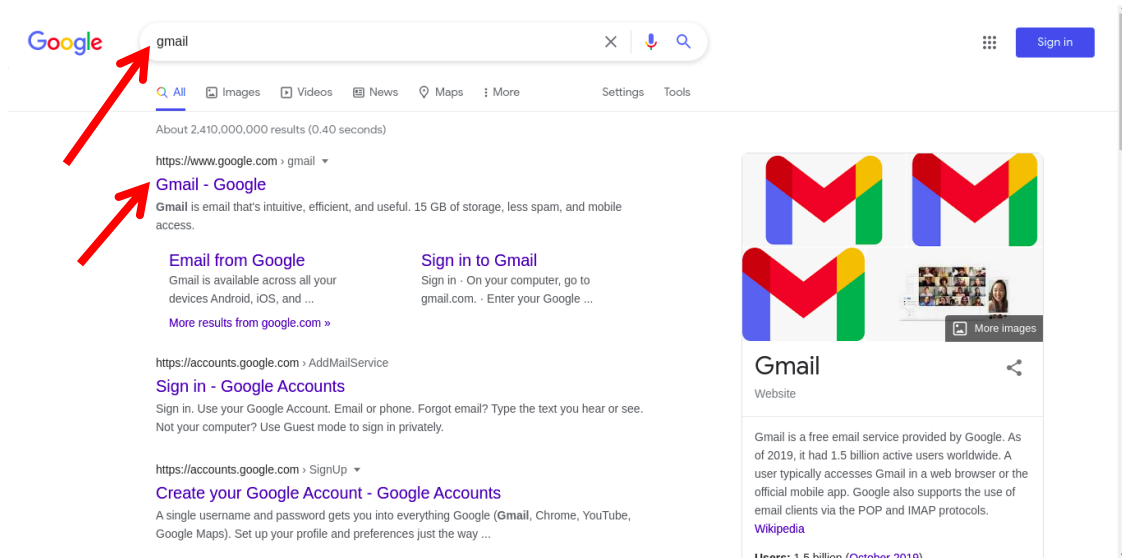 Google
gmail
Sign in
All Images Videos News Maps More Settings Tools
About 2,410,000,000 results (0.40 seconds)
https://www.google.com › gmail
Gmail - Google
Gmail is email that's intuitive, efficient, and useful. 15 GB of storage, less spam, and mobile
access.
Email from Google
Gmail is available across all your
devices Android, iOS, and ...
Sign in to Gmail
Sign in · On your computer, go to
gmail.com. · Enter your Google ...
More results from google.com »
https://accounts.google.com › AddMailService
Sign in - Google Accounts
Sign in. Use your Google Account. Email or phone. Forgot email? Type the text you hear or see.
Not your computer? Use Guest mode to sign in privately.
https://accounts.google.com › SignUp
Create your Google Account - Google Accounts
A single username and password gets you into everything Google (Gmail, Chrome, YouTube,
Google Maps). Set up your profile and preferences just the way ...
More images
Gmail
Website
Gmail is a free email service provided by Google. As
of 2019, it had 1.5 billion active users worldwide. A
user typically accesses Gmail in a web browser or the
official mobile app. Google also supports the use of
email clients via the POP and IMAP protocols.
Wikipedia
Users: 1.5 billion (October 2019)